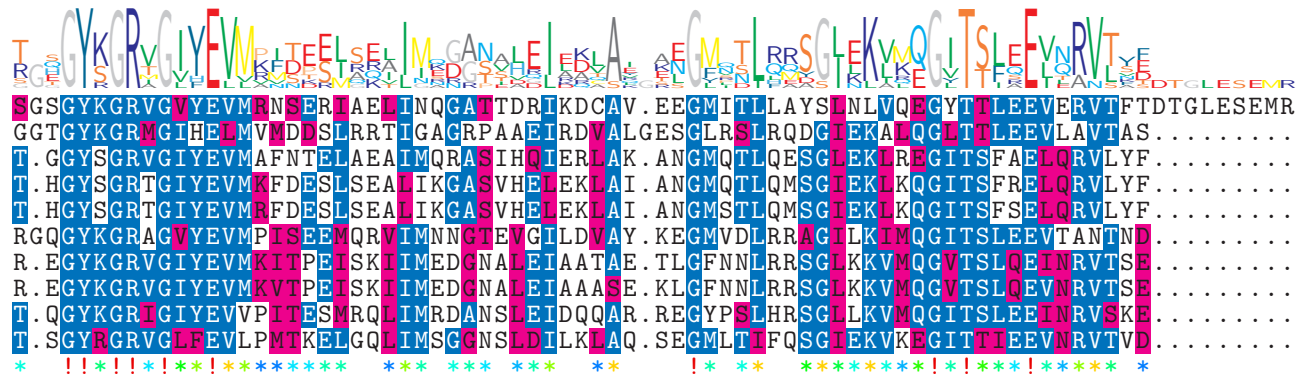 SGSGYKGRVGVYEVMRNSERIAELINQGATTDRIKDCAV.EEGMITLLAYSLNLVQEGYTTLEEVERVTFTDTGLESEMR
GGTGYKGRMGIHELMVMDDSLRRTIGAGRPAAEIRDVALGESGLRSLRQDGIEKALQGLTTLEEVLAVTAS.........
T.GGYSGRVGIYEVMAFNTELAEAIMQRASIHQIERLAK.ANGMQTLQESGLEKLREGITSFAELQRVLYF.........
T.HGYSGRTGIYEVMKFDESLSEALIKGASVHELEKLAI.ANGMQTLQMSGIEKLKQGITSFRELQRVLYF.........
T.HGYSGRTGIYEVMRFDESLSEALIKGASVHELEKLAI.ANGMSTLQMSGIEKLKQGITSFSELQRVLYF.........
RGQGYKGRAGVYEVMPISEEMQRVIMNNGTEVGILDVAY.KEGMVDLRRAGILKIMQGITSLEEVTANTND.........
R.EGYKGRVGIYEVMKITPEISKIIMEDGNALEIAATAE.TLGFNNLRRSGLKKVMQGVTSLQEINRVTSE.........
R.EGYKGRVGIYEVMKVTPEISKIIMEDGNALEIAAASE.KLGFNNLRRSGLKKVMQGVTSLQEVNRVTSE.........
T.QGYKGRIGIYEVVPITESMRQLIMRDANSLEIDQQAR.REGYPSLHRSGLLKVMQGITSLEEINRVSKE.........
T.SGYRGRVGLFEVLPMTKELGQLIMSGGNSLDILKLAQ.SEGMLTIFQSGIEKVKEGITTIEEVNRVTVD.........